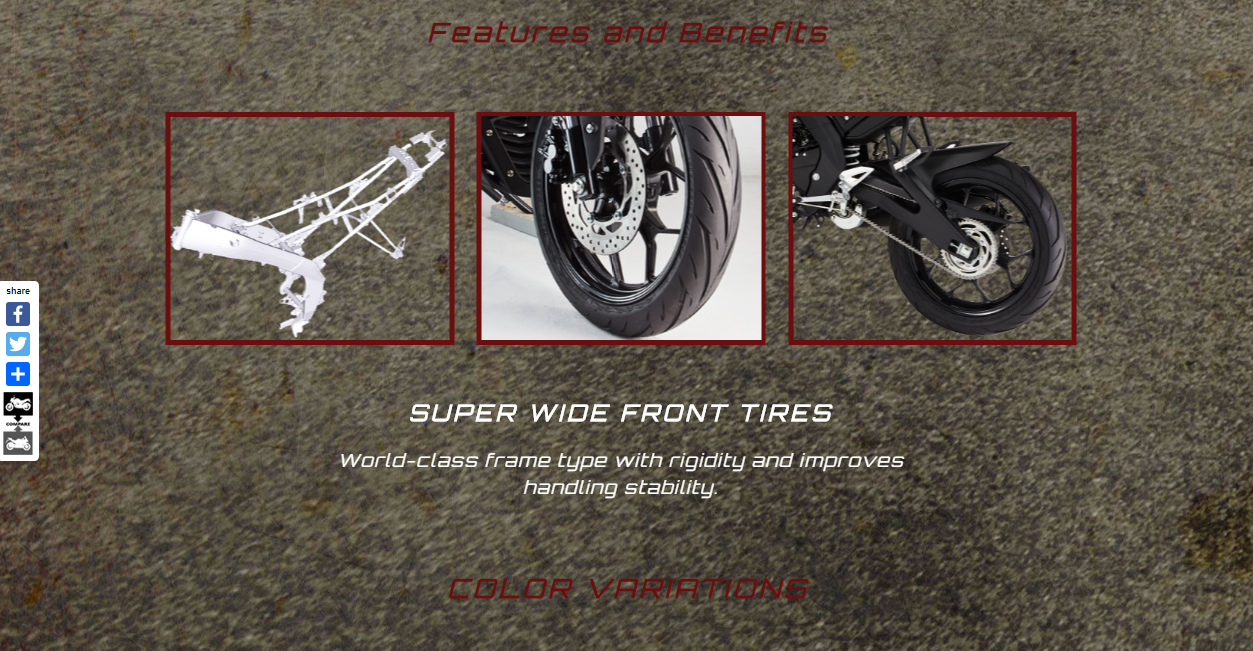 Features and Benefits
share
COMPARE
SUPER WIDE FRONT TIRES
World-class frame type with rigidity and improves
handling stability.
COLOR VARIATIONS